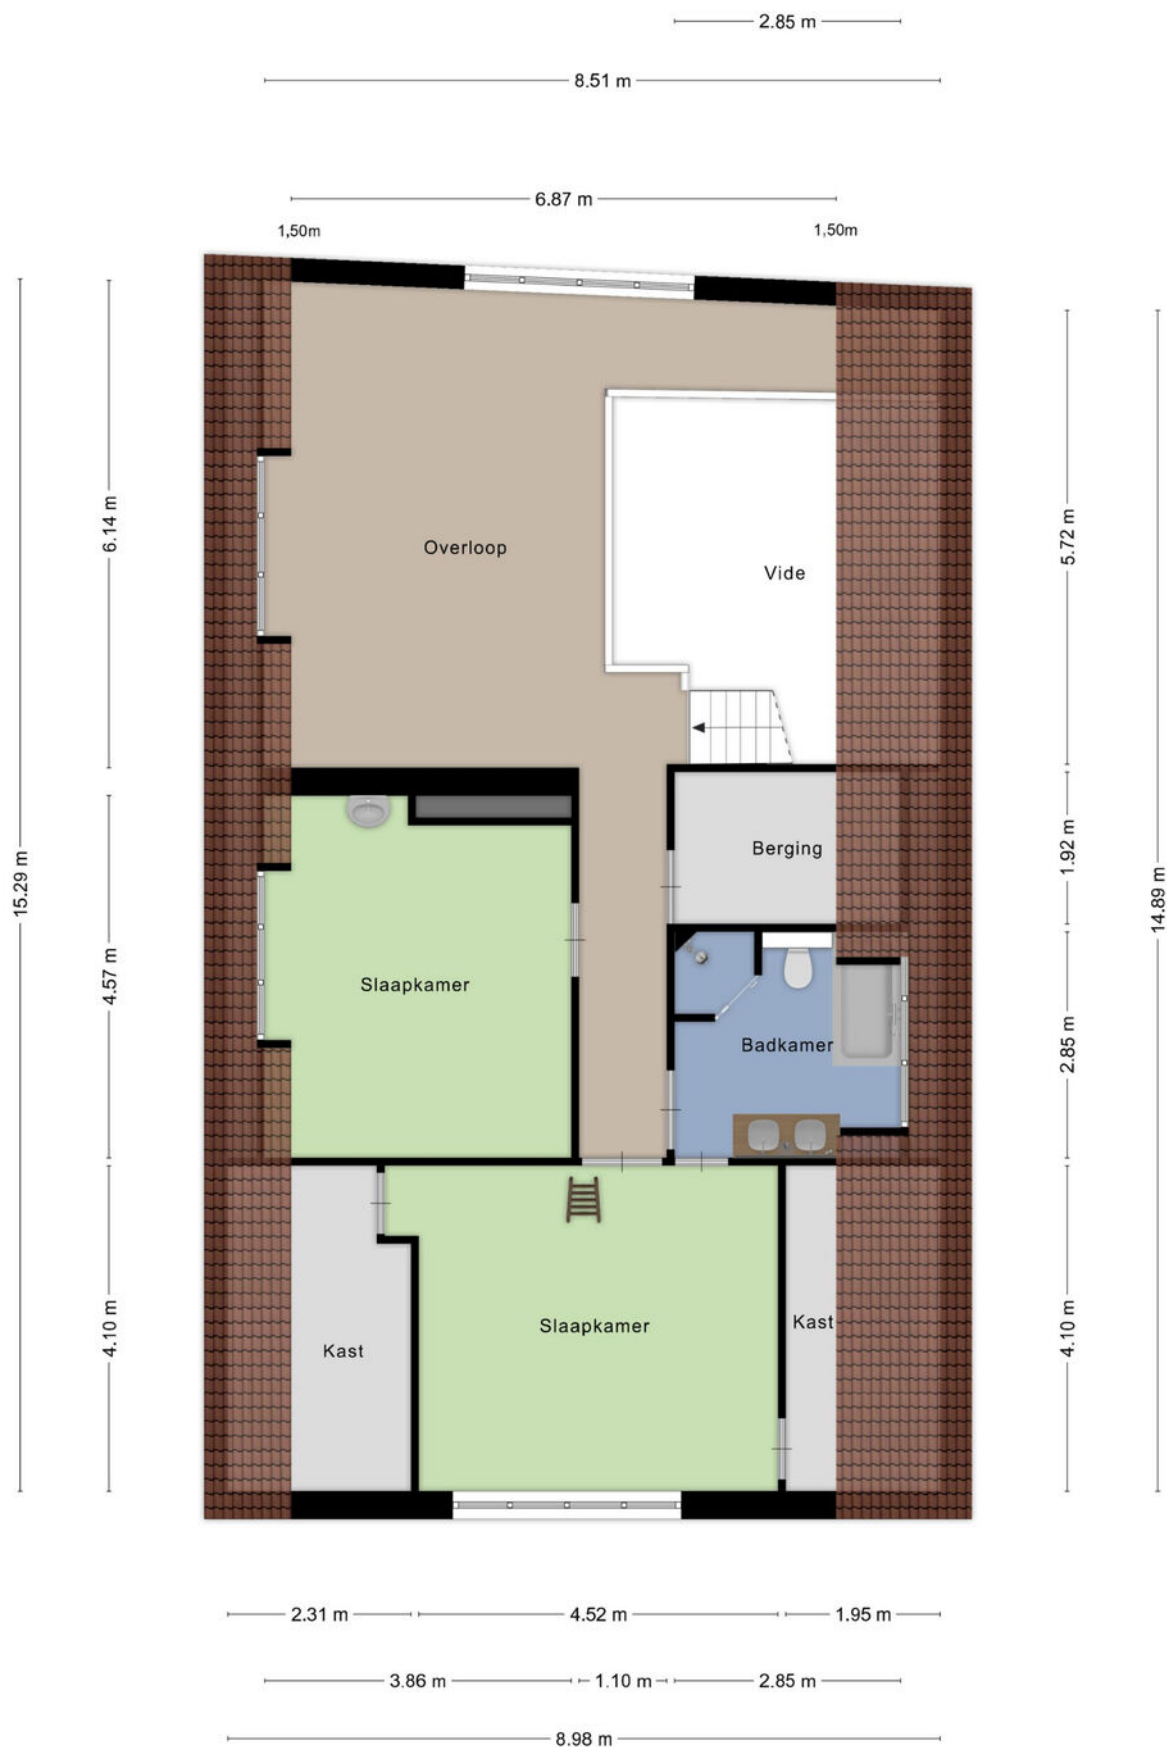 2.85 m
8.51 m
6.87 m
1,50m
1,50m
6.14 m
5.72 m
Overloop
Vide
15.29 m
14.89 m
Berging
1.92 m
4.57 m
Slaapkamer
Badkamer
2.85 m
4.10 m
Slaapkamer
Kast
Kast
4.10 m
2.31 m
4.52 m
1.95 m
3.86 m
1.10 m
2.85 m
8.98 m